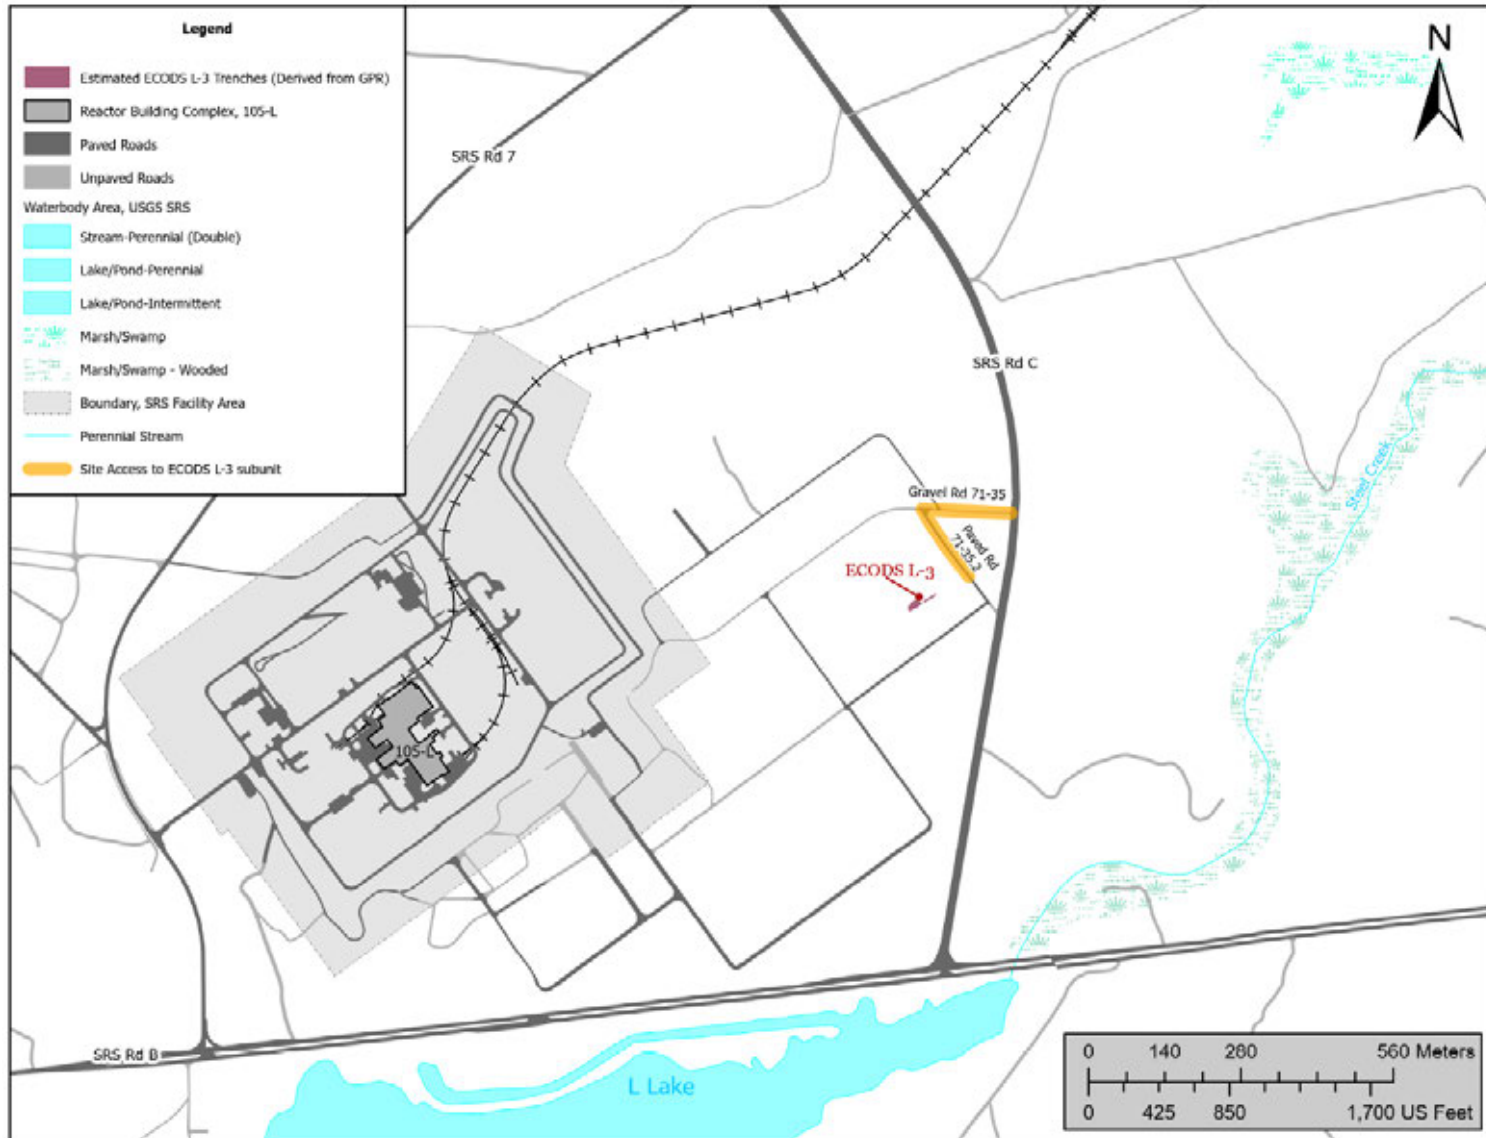 Legend
Estimated ECODS L-3 Trenches (Derived from GPR)
Reactor Building Complex, 105-L
Paved Roads
Unpaved Roads
Waterbody Area, USGS SRS
Stream-Perennial (Double)
Lake/Pond-Perennial
Lake/Pond-Intermittent
Marsh/Swamp
Marsh/Swamp - Wooded
Boundary, SRS Facility Area
Perennial Stream
Site Access to ECODS L-3 subunit
N
SRS Rd 7
SRS Rd C
Steel Creek
Gravel Rd 71-35
Paved Rd
71-35.2
ECODS L-3
105-L
SRS Rd B
L Lake
0 140 280 560 Meters
0 425 850 1,700 US Feet